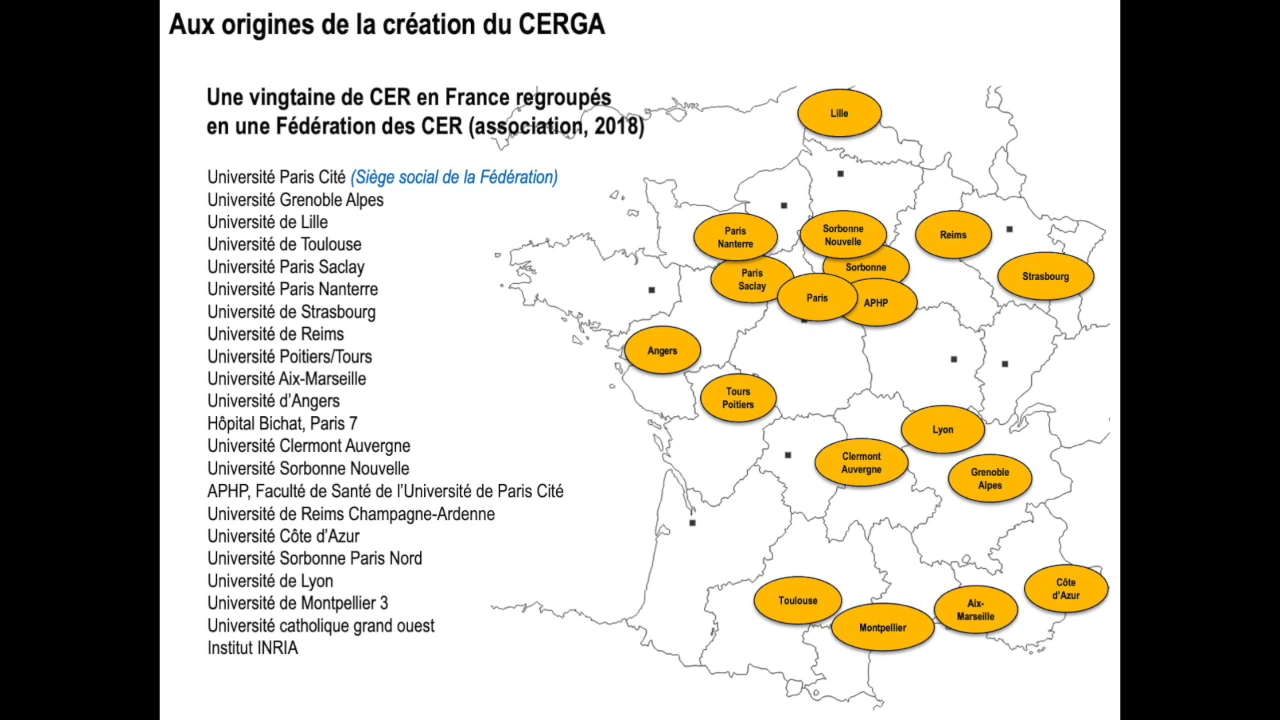 Aux origines de la création du CERGA
Une vingtaine de CER en France regroupés
en une Fédération des CER (association, 2018)
Université Paris Cité (Siège social de la Fédération)
Université Grenoble Alpes
Université de Lille
Université de Toulouse
Université Paris Saclay
Université Paris Nanterre
Université de Strasbourg
Université de Reims
Université Poitiers/Tours
Université Aix-Marseille
Université d'Angers
Hôpital Bichat, Paris 7
Université Clermont Auvergne
Université Sorbonne Nouvelle
APHP, Faculté de Santé de l'Université de Paris Cité
Université de Reims Champagne-Ardenne
Université Côte d'Azur
Université Sorbonne Paris Nord
Université de Lyon
Université de Montpellier 3
Université catholique grand ouest
Institut INRIA
Lille
Paris
Nanterre
Sorbonne
Nouvelle
Reims
Paris
Saclay
Sorbonne
Strasbourg
Paris
APHP
Angers
Tours
Poitiers
Lyon
Clermont
Auvergne
Grenoble
Alpes
Toulouse
Montpellier
Aix-
Marseille
Côte
d'Azur